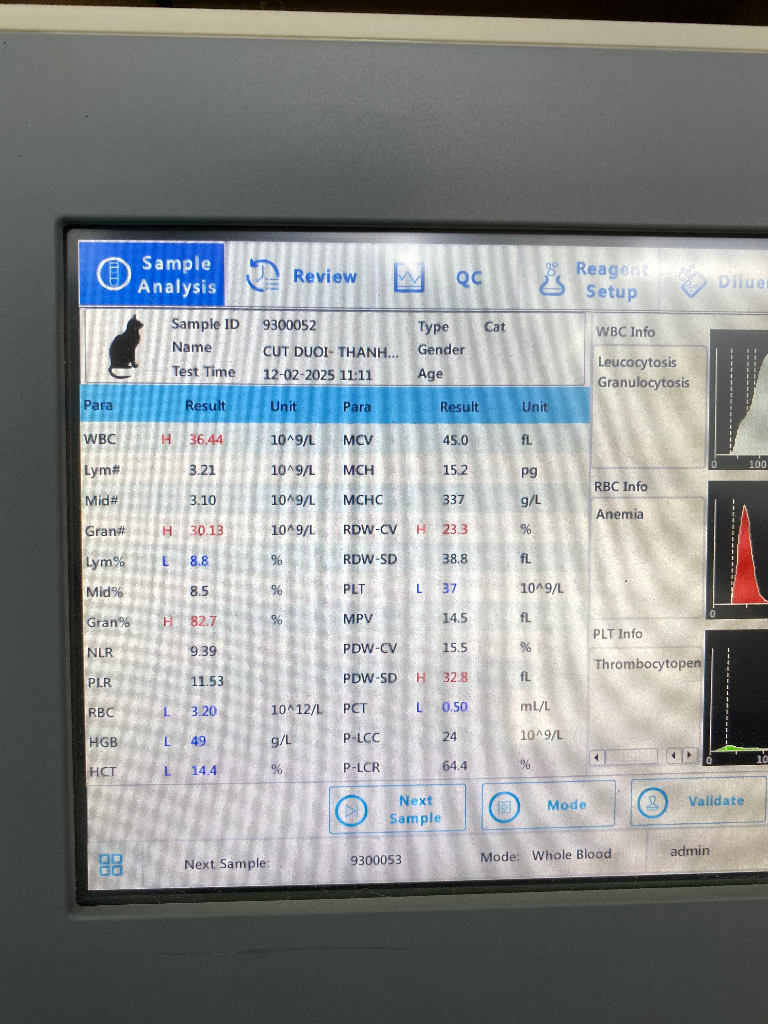 Sample Analysis Review QC Reagent Setup
Sample ID 9300052 Type Cat
Name CUT DUOI- THANH... Gender
Test Time 12-02-2025 11:11 Age
Para Result Unit Para Result Unit
WBC H 36.44 10^9/L MCV 45.0 fL
Lym# 3.21 10^9/L MCH 15.2 pg
Mid# 3.10 10^9/L MCHC 337 g/L
Gran# H 30.13 10^9/L RDW-CV H 23.3 %
Lym% L 8.8 % RDW-SD 38.8 fL
Mid% 8.5 % PLT L 37 10^9/L
Gran% H 82.7 % MPV 14.5 fL
NLR 9.39 PDW-CV 15.5 %
PLR 11.53 PDW-SD H 32.8 fL
RBC L 3.20 10^12/L PCT L 0.50 mL/L
HGB L 49 g/L P-LCC 24 10^9/L
HCT L 14.4 % P-LCR 64.4 %
WBC Info
Leucocytosis
Granulocytosis
0 100
RBC Info
Anemia
0
PLT Info
Thrombocytopen
0 10
Next Sample Mode Validate
Next Sample: 9300053 Mode: Whole Blood admin